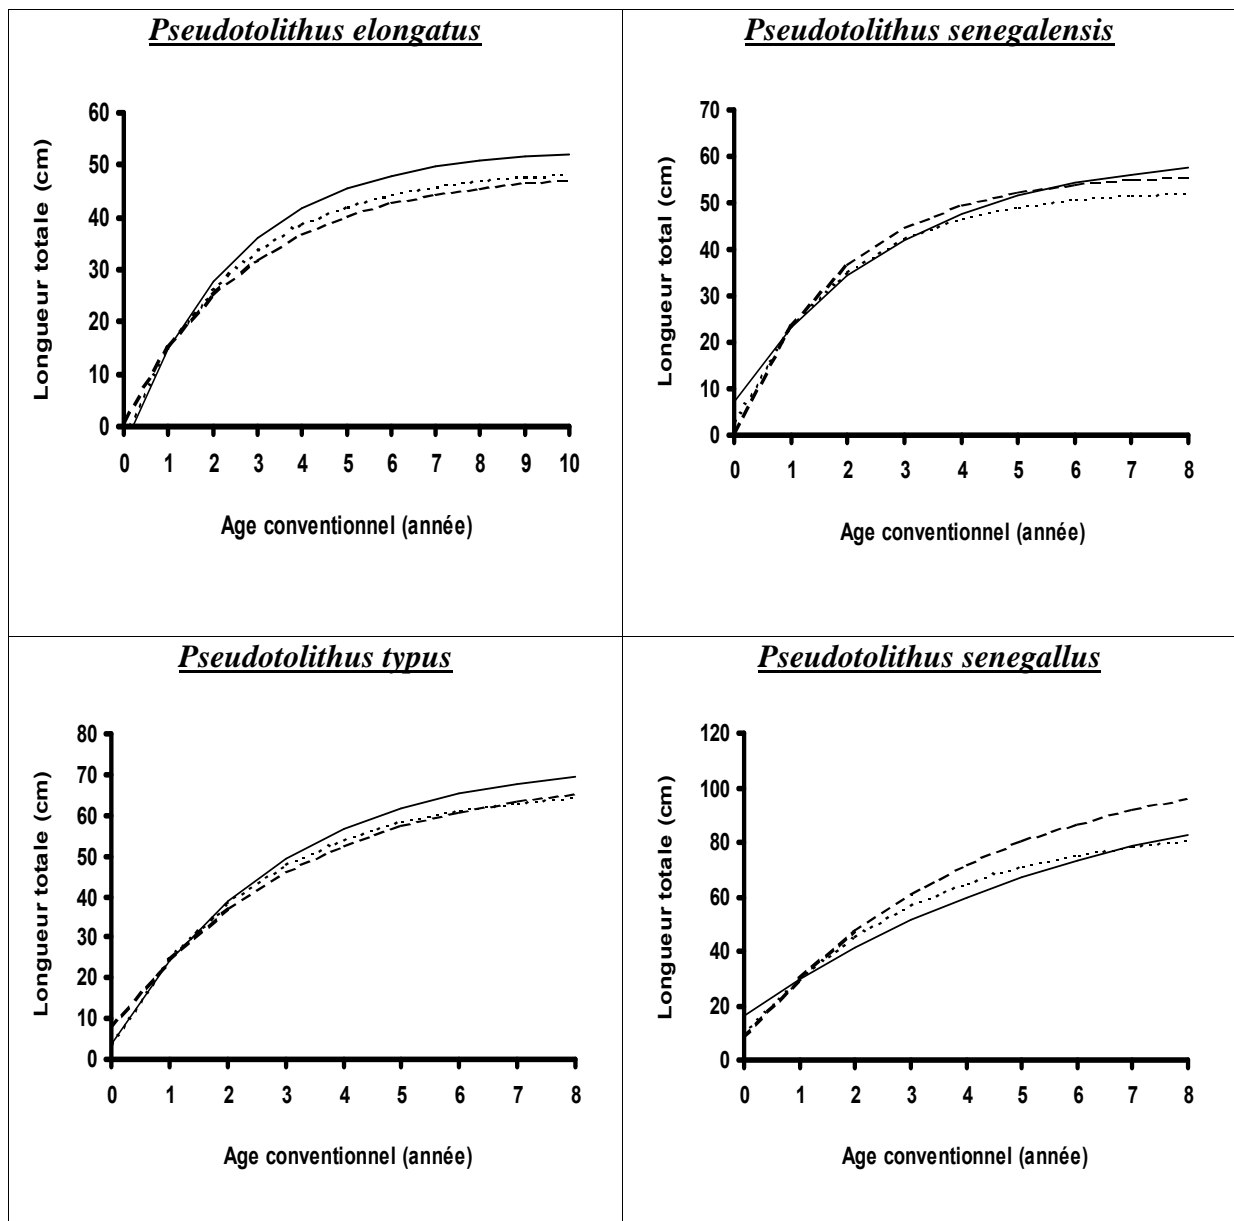 Pseudotolithus elongatus
Longueur totale (cm)
60
50
40
30
20
10
0
0 1 2 3 4 5 6 7 8 9 10
Age conventionnel (année)
Pseudotolithus senegalensis
Longueur total (cm)
70
60
50
40
30
20
10
0
0 1 2 3 4 5 6 7 8
Age conventionnel (année)
Pseudotolithus typus
Longueur totale (cm)
80
70
60
50
40
30
20
10
0
0 1 2 3 4 5 6 7 8
Age conventionnel (année)
Pseudotolithus senegallus
Longueur totale (cm)
120
100
80
60
40
20
0
0 1 2 3 4 5 6 7 8
Age conventionnel (année)